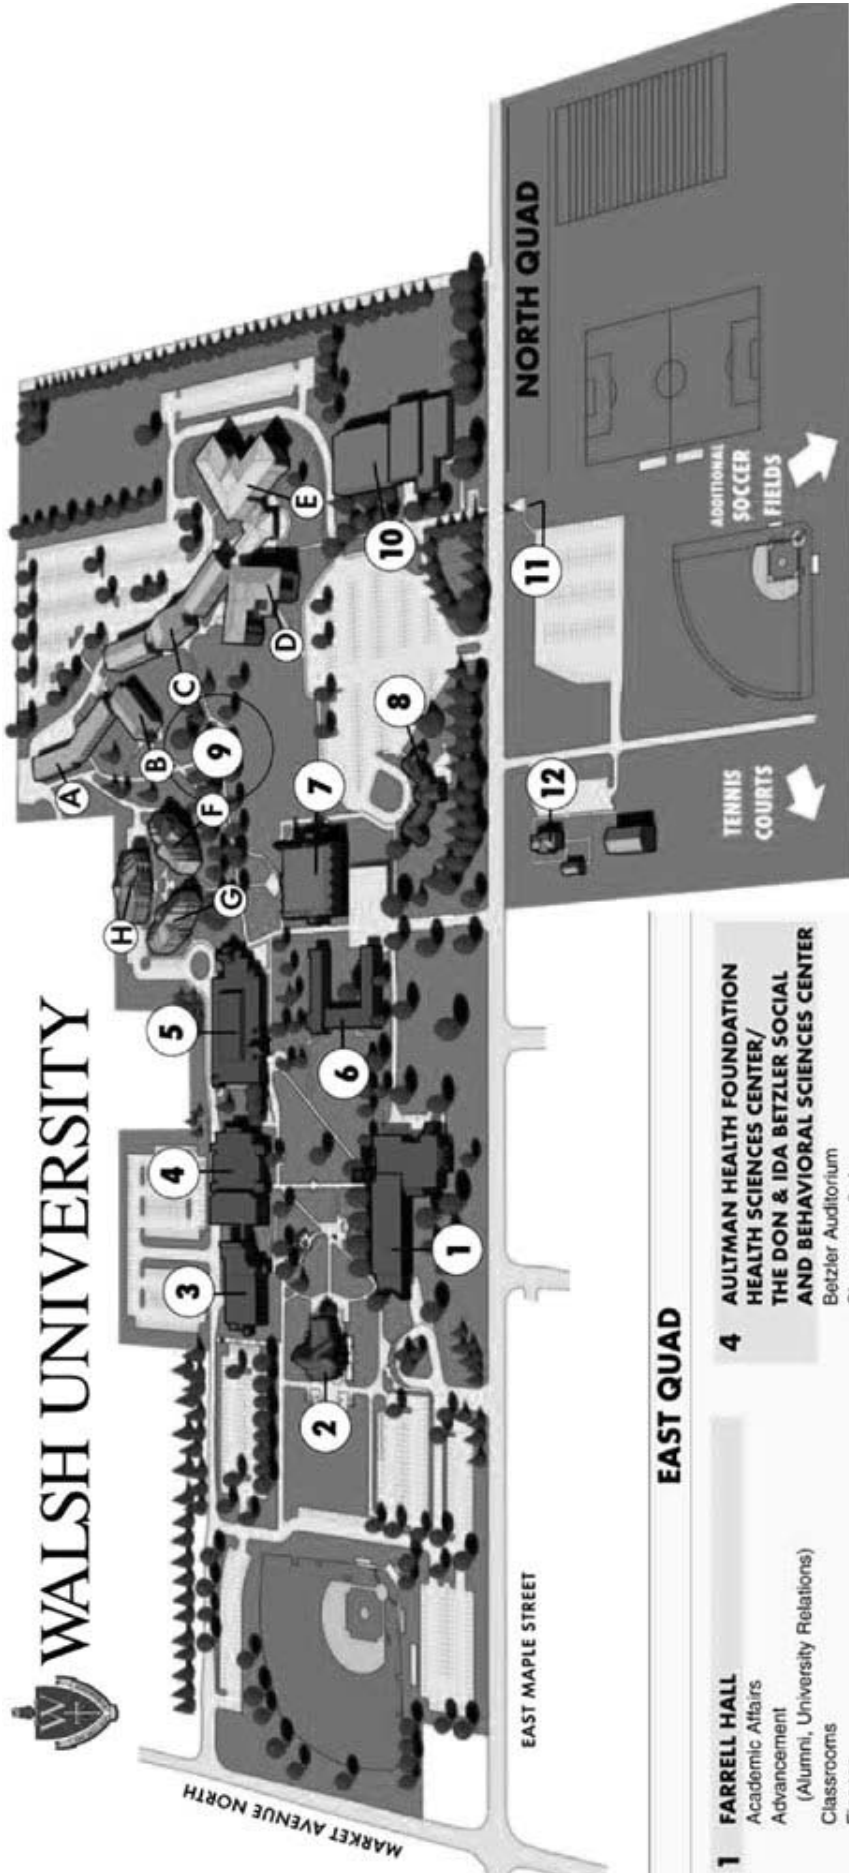 WALSH UNIVERSITY
W
MARKET AVENUE NORTH
EAST MAPLE STREET
A
B
C
D
E
F
G
H
1
2
3
4
5
6
7
8
9
10
11
12
NORTH QUAD
ADDITIONAL
SOCCER
FIELDS
TENNIS
COURTS
EAST QUAD
1 FARRELL HALL
Academic Affairs
Advancement
(Alumni, University Relations)
Classrooms
4 AULTMAN HEALTH FOUNDATION
HEALTH SCIENCES CENTER/
THE DON & IDA BETZLER SOCIAL
AND BEHAVIORAL SCIENCES CENTER
Betzler Auditorium